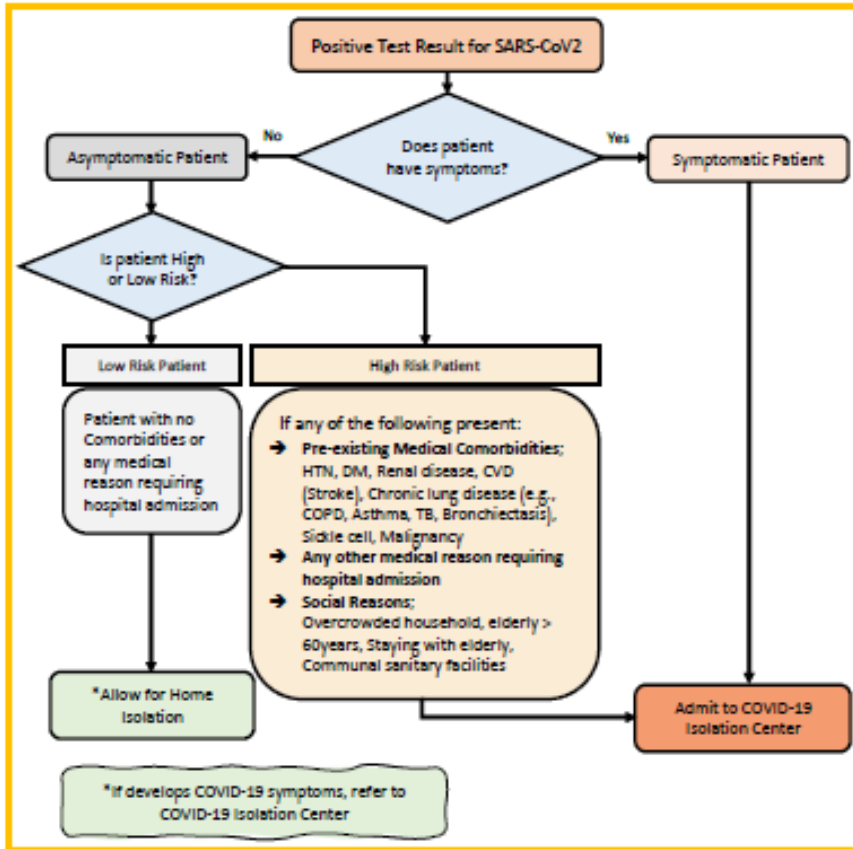 Positive Test Result for SARS-CoV2
Does patient
have symptoms?
No
Yes
Asymptomatic Patient
Symptomatic Patient
Is patient High
or Low Risk?
Low Risk Patient
High Risk Patient
Patient with no
Comorbidities or
any medical
reason requiring
hospital admission
If any of the following present:
➔ Pre-existing Medical Comorbidities;
HTN, DM, Renal disease, CVD
(Stroke), Chronic lung disease (e.g.,
COPD, Asthma, TB, Bronchiectasis),
Sickle cell, Malignancy
➔ Any other medical reason requiring
hospital admission
➔ Social Reasons;
Overcrowded household, elderly >
60years, Staying with elderly,
Communal sanitary facilities
*Allow for Home
Isolation
Admit to COVID-19
Isolation Center
*If develops COVID-19 symptoms, refer to
COVID-19 Isolation Center